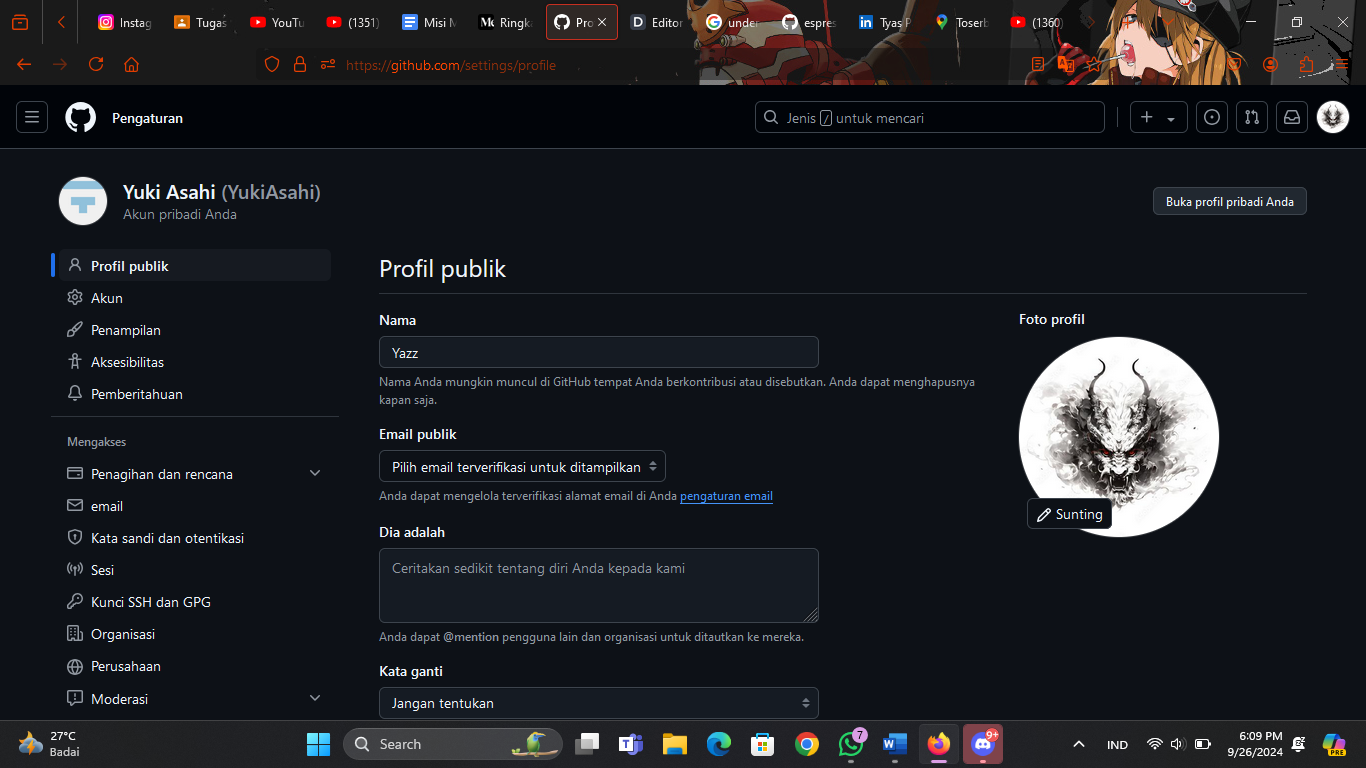 Instag
Tugas
YouTu
(1351)
Misi M
Ringka
Pro
Editor
unde
espres
Tyas P
Toserb
(1360)
https://github.com/settings/profile
Pengaturan
Jenis / untuk mencari
Yuki Asahi (YukiAsahi)
Akun pribadi Anda
Buka profil pribadi Anda
Profil publik
Akun
Penampilan
Aksesibilitas
Pemberitahuan
Mengakses
Penagihan dan rencana
email
Kata sandi dan otentikasi
Sesi
Kunci SSH dan GPG
Organisasi
Perusahaan
Moderasi
Profil publik
Nama
Yazz
Nama Anda mungkin muncul di GitHub tempat Anda berkontribusi atau disebutkan. Anda dapat menghapusnya
kapan saja.
Email publik
Pilih email terverifikasi untuk ditampilkan
Anda dapat mengelola terverifikasi alamat email di Anda pengaturan email
Dia adalah
Ceritakan sedikit tentang diri Anda kepada kami
Anda dapat @mention pengguna lain dan organisasi untuk ditautkan ke mereka.
Kata ganti
Jangan tentukan
Foto profil
Sunting
27°C
Badai
Search
7
9+
IND
6:09 PM
9/26/2024
PRE